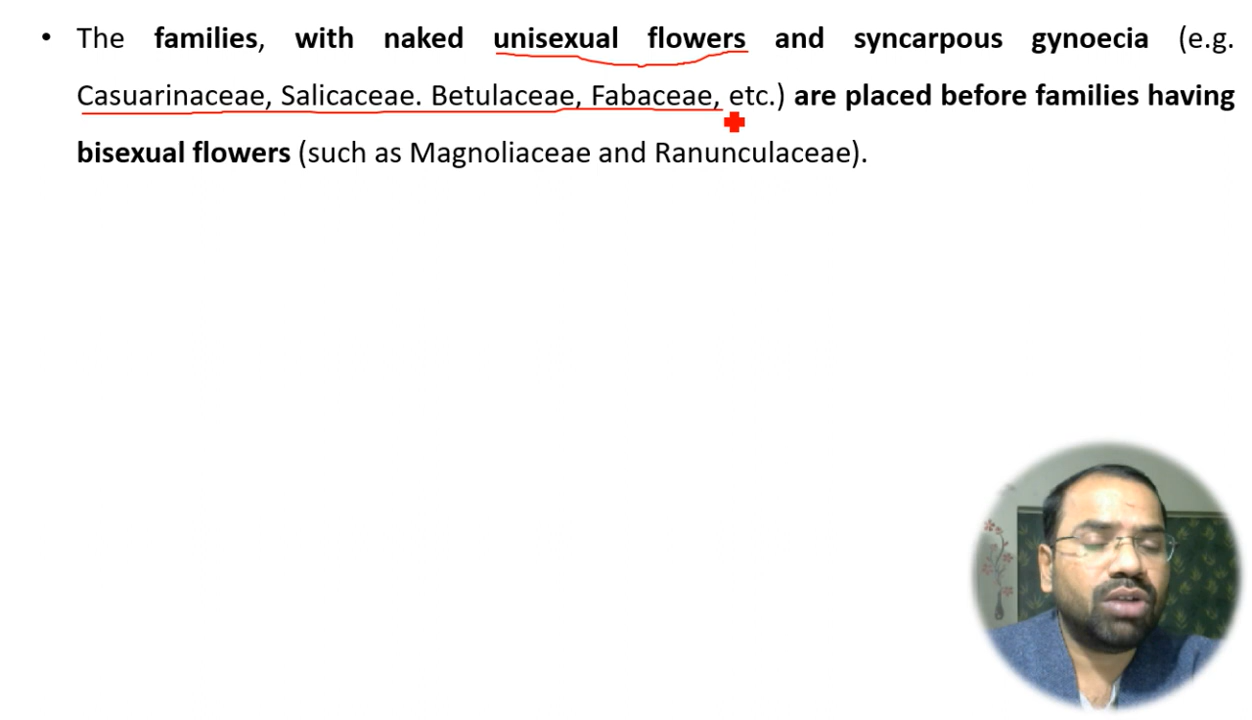 • The families, with naked unisexual flowers and syncarpous gynoecia (e.g.
Casuarinaceae, Salicaceae. Betulaceae, Fabaceae, etc.) are placed before families having
bisexual flowers (such as Magnoliaceae and Ranunculaceae).